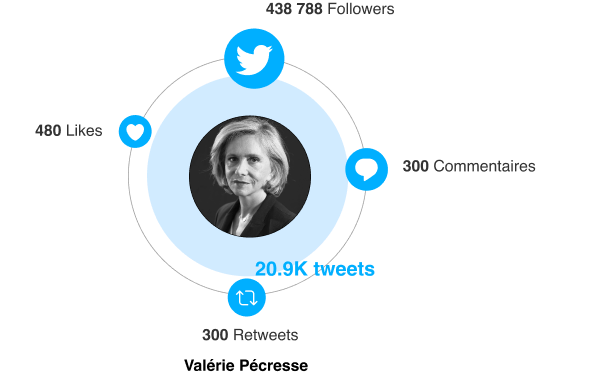 438 788 Followers
480 Likes
300 Commentaires
20.9K tweets
300 Retweets
Valérie Pécresse